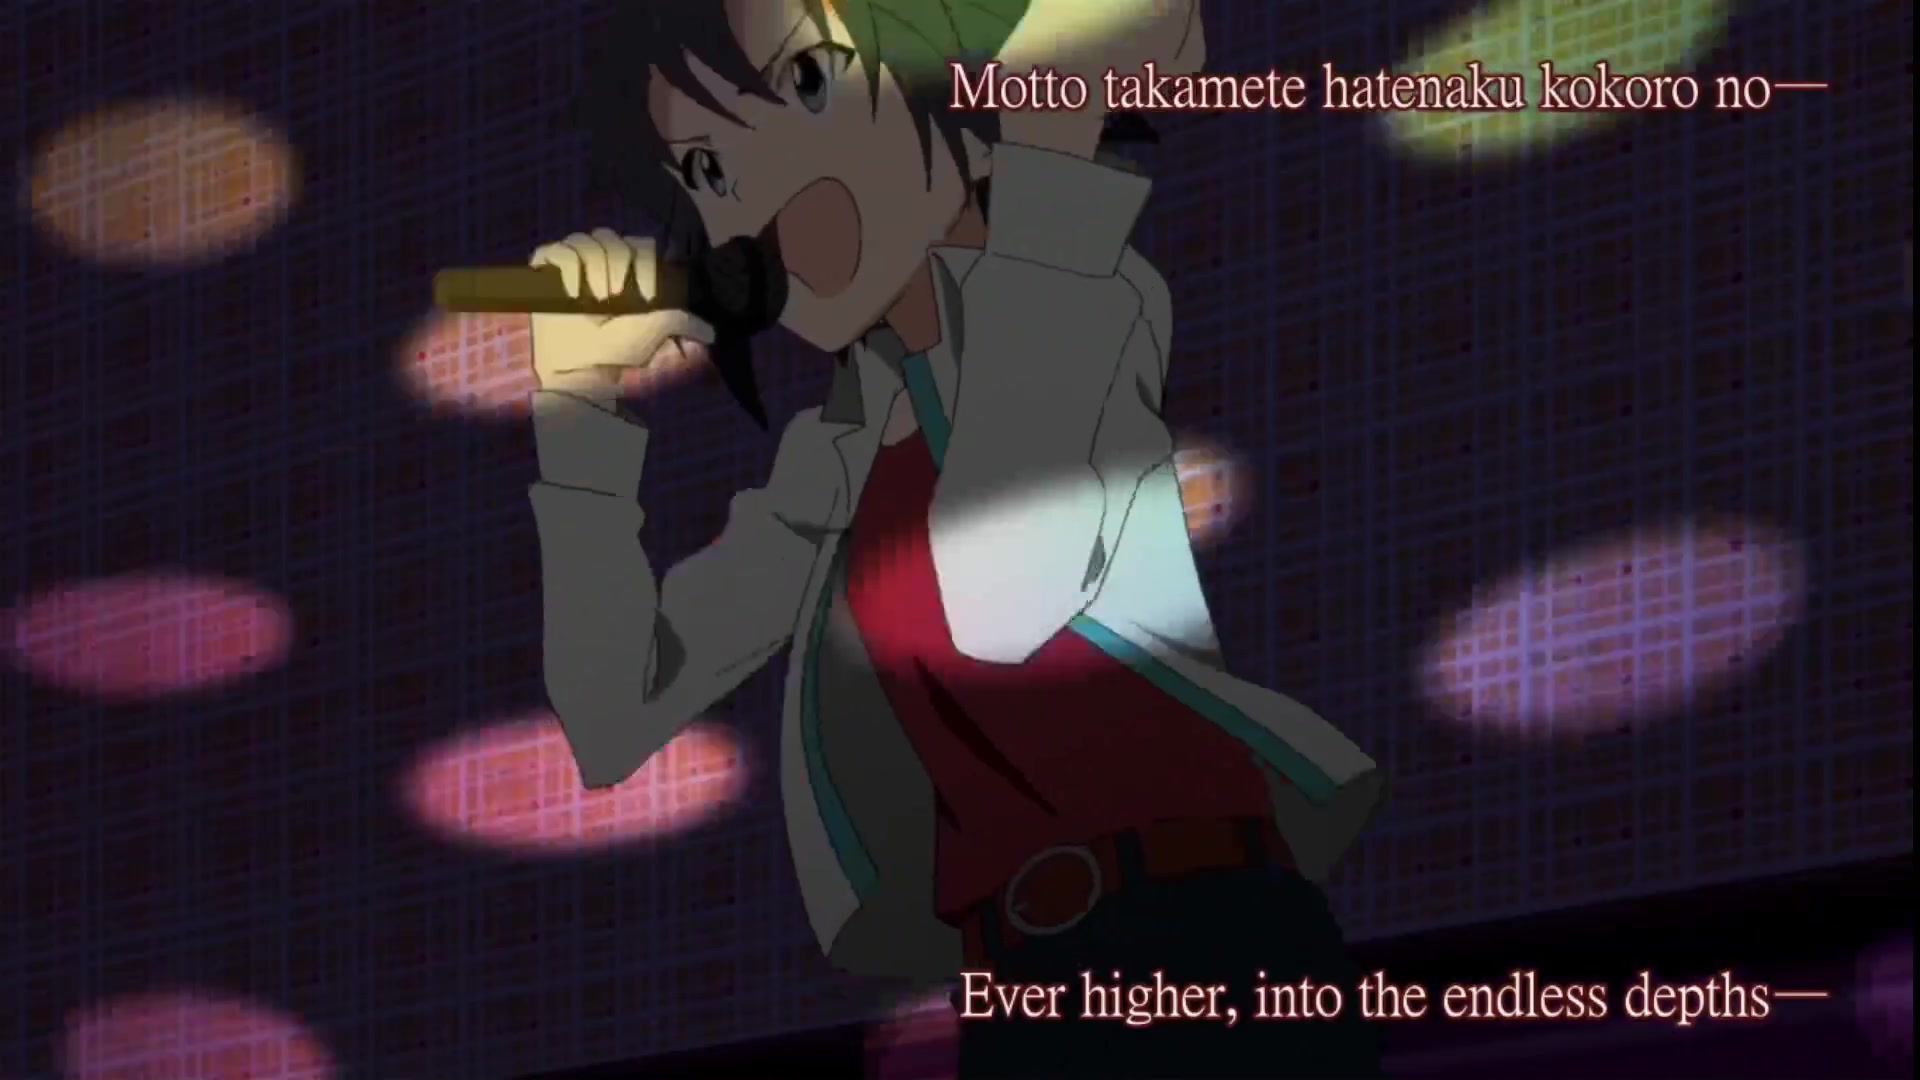 Motto takamete hatenaku kokoro no—
Ever higher, into the endless depths—